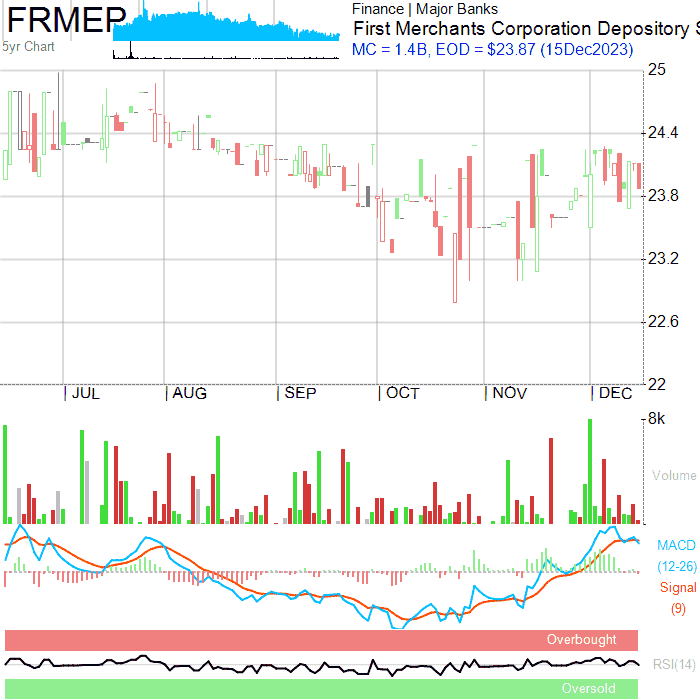 FRMEP
Finance | Major Banks
First Merchants Corporation Depository S
5yr Chart
MC = 1.4B, EOD = $23.87 (15Dec2023)
25
24.4
23.8
23.2
22.6
22
| JUL | AUG | SEP | OCT | NOV | DEC
8k
Volume
MACD
(12-26)
Signal
(9)
Overbought
RSI(14)
Oversold